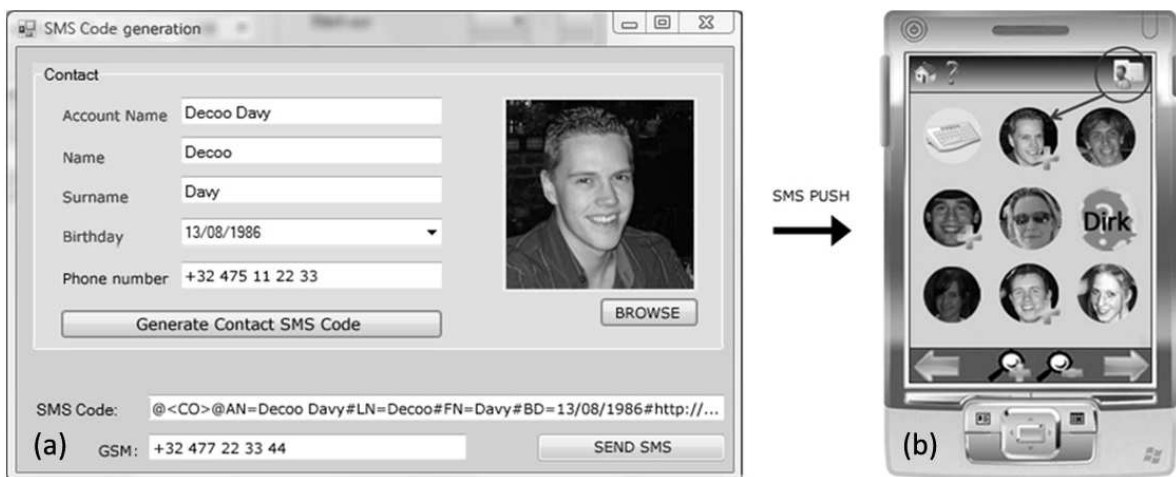 SMS Code generation
Contact
Account Name Decoo Davy
Name Decoo
Surname Davy
Birthday 13/08/1986
Phone number +32 475 11 22 33
Generate Contact SMS Code
BROWSE
SMS Code: @<CO>@AN=Decoo Davy#LN=Decoo#FN=Davy#BD=13/08/1986#http://...
(a) GSM: +32 477 22 33 44 SEND SMS
SMS PUSH
?
Dirk
(b)